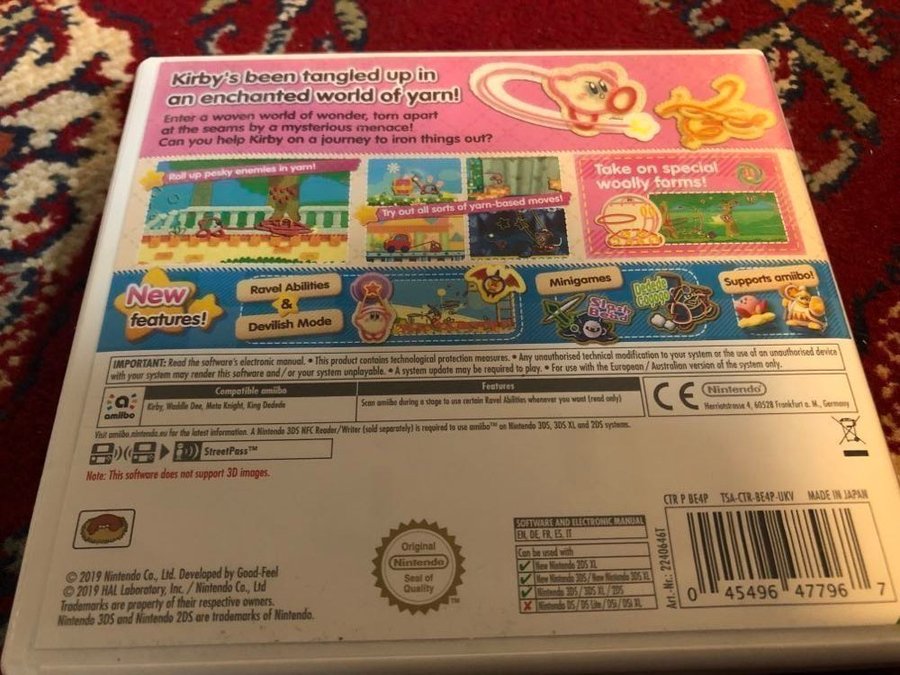 Kirby's been tangled up in
an enchanted world of yarn!
Enter a woven world of wonder, torn apart
at the seams by a mysterious menace!
Can you help Kirby on a journey to iron things out?
Roll up pesky enemies in yarn!
Try out all sorts of yarn-based moves!
Take on special
woolly forms!
New
features!
Ravel Abilities
&
Devilish Mode
Minigames
Slash
Bead
Dedede
Gogogo
Supports amiibo!
IMPORTANT: Read the software's electronic manual. • This product contains technological protection measures. • Any unauthorised technical modification to your system or the use of an unauthorised device
with your system may render this software and / or your system unplayable. • A system update may be required to play. • For use with the European / Australian version of the system only.
amiibo
Compatible amiibo
Kirby, Waddle Dee, Meta Knight, King Dedede
Features
Scan amiibo during a stage to use certain Ravel Abilities whenever you want (read only)
CE
Nintendo
Herriotstrasse 4, 60528 Frankfurt a. M., Germany
Visit amiibo.nintendo.eu for the latest information. A Nintendo 3DS NFC Reader/Writer (sold separately) is required to use amiibo™ on Nintendo 3DS, 3DS XL and 2DS systems.
StreetPass™
Note: This software does not support 3D images.
CTR P BE4P TSA-CTR-BE4P-UKV MADE IN JAPAN
© 2019 Nintendo Co., Ltd. Developed by Good-Feel
© 2019 HAL Laboratory, Inc. / Nintendo Co., Ltd
Trademarks are property of their respective owners.
Nintendo 3DS and Nintendo 2DS are trademarks of Nintendo.
Original
Nintendo
Seal of
Quality
TM
SOFTWARE AND ELECTRONIC MANUAL
EN, DE, FR, ES, IT
Can be used with
New Nintendo 2DS XL
New Nintendo 3DS / New Nintendo 3DS XL
Nintendo 3DS / 3DS XL / 2DS
Nintendo DS / DS Lite / DSi / DSi XL
Art.-Nr.: 2240646T
0 45496 47796 7